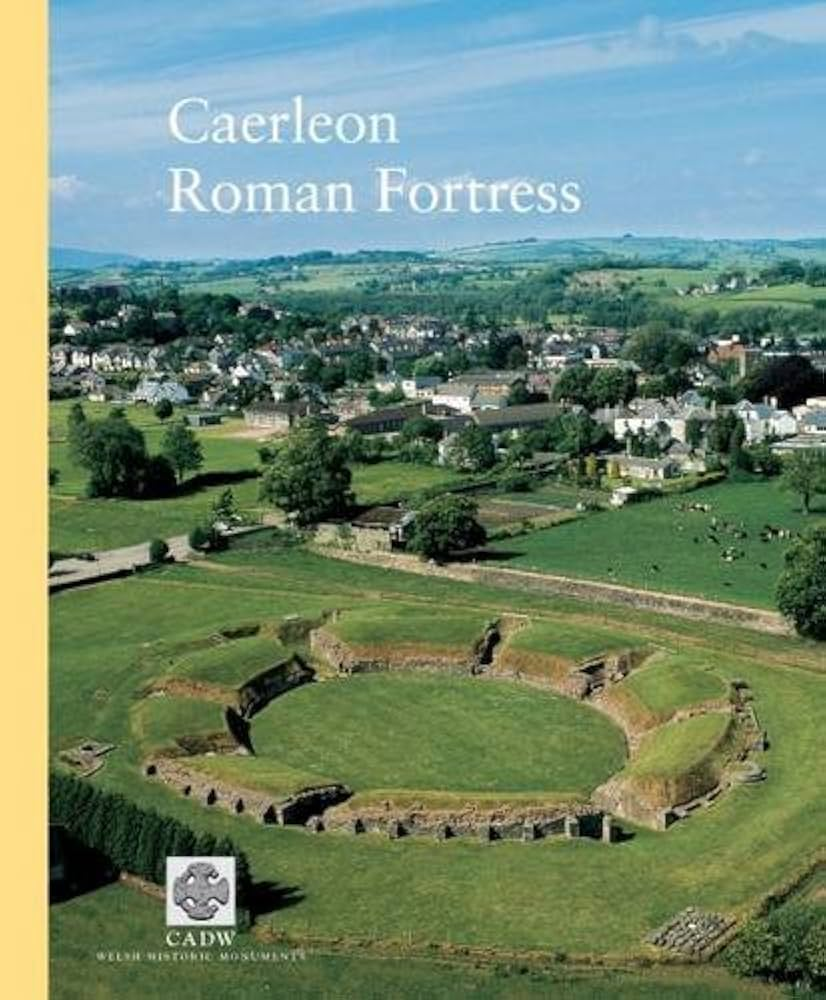 Caerleon
Roman Fortress
CADW
WELSH HISTORIC MONUMENTS